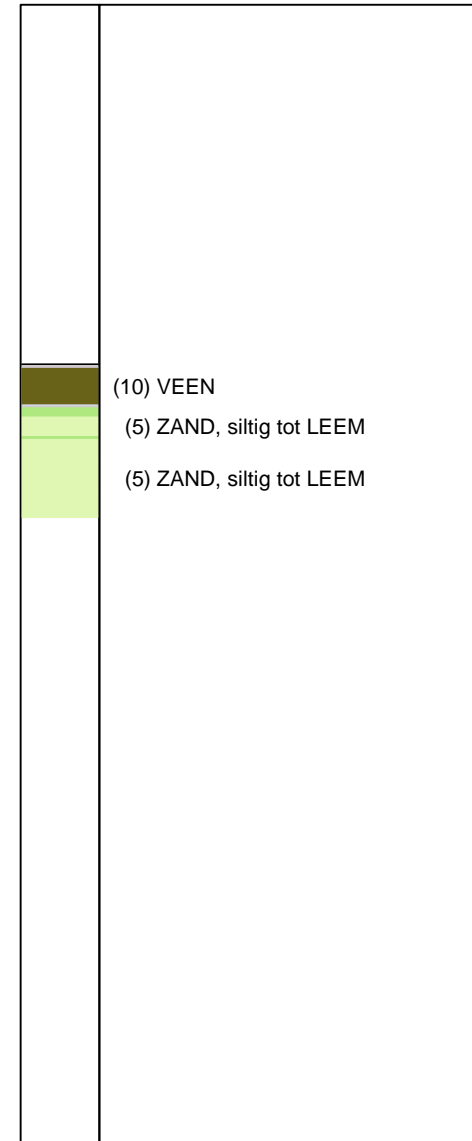 (10) VEEN
(5) ZAND, siltig tot LEEM
(5) ZAND, siltig tot LEEM